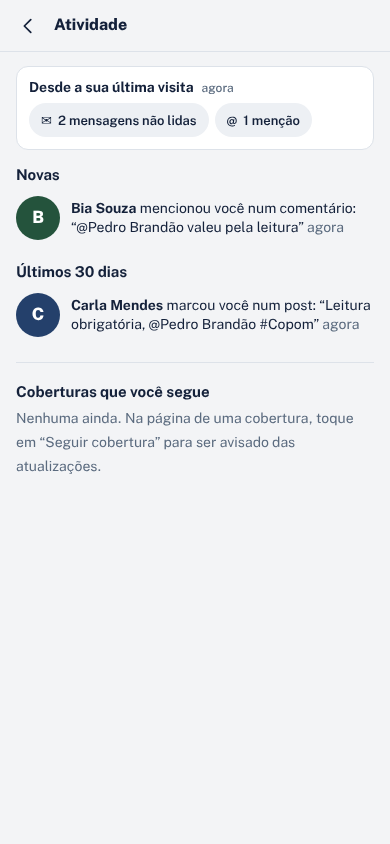 Atividade
Desde a sua última visita agora
✉ 2 mensagens não lidas @ 1 menção
Novas
B
Bia Souza mencionou você num comentário:
“@Pedro Brandão valeu pela leitura” agora
Últimos 30 dias
C
Carla Mendes marcou você num post: “Leitura
obrigatória, @Pedro Brandão #Copom” agora
Coberturas que você segue
Nenhuma ainda. Na página de uma cobertura, toque
em “Seguir cobertura” para ser avisado das
atualizações.